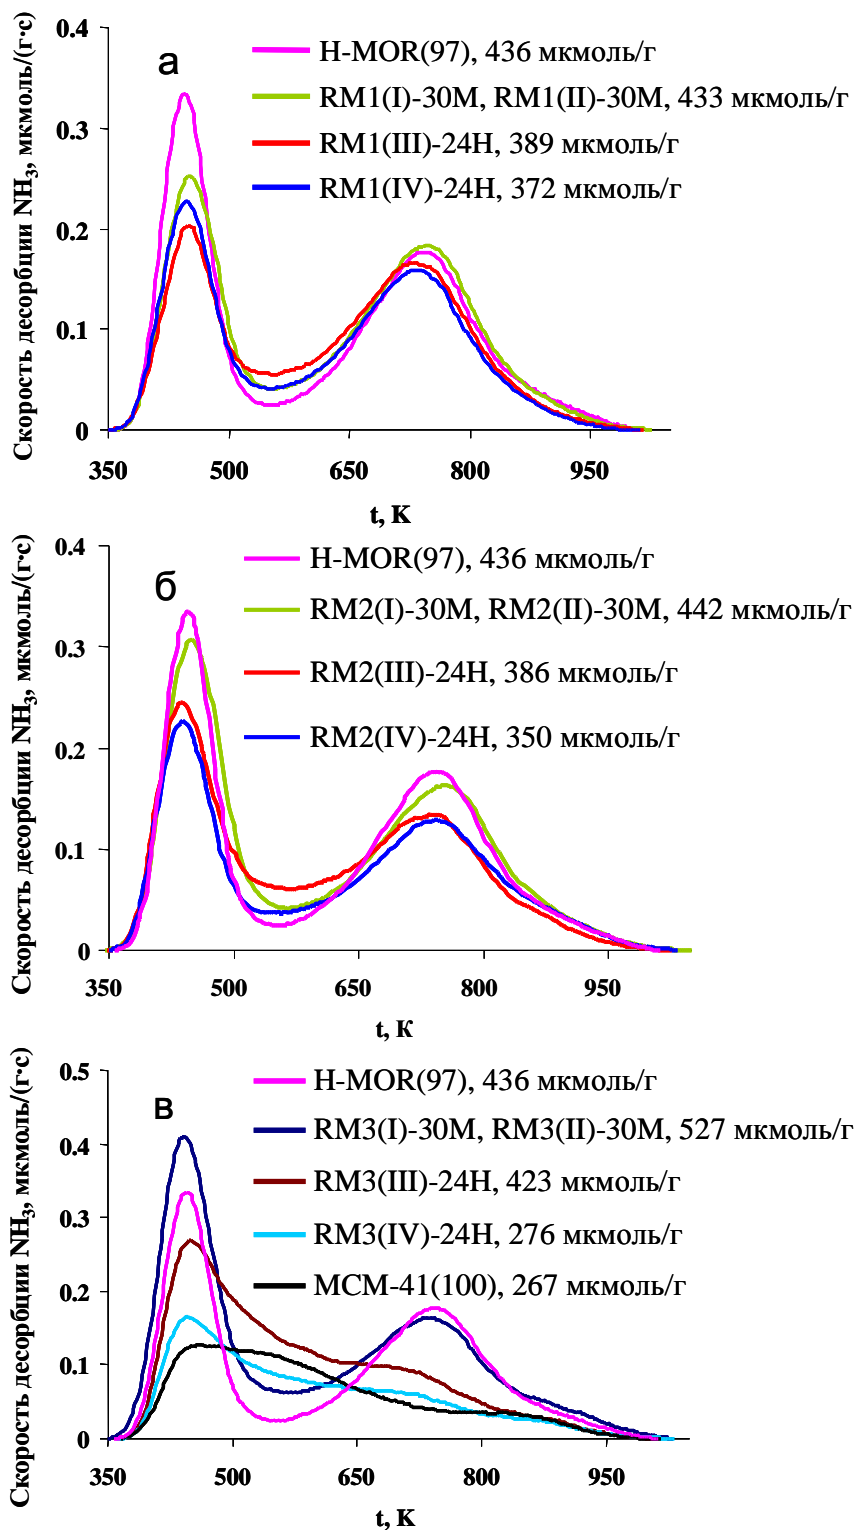 Скорость десорбции NH₃, мкмоль/(г·с)
0.4
0.3
0.2
0.1
0
а
H-MOR(97), 436 мкмоль/г
RM1(I)-30M, RM1(II)-30M, 433 мкмоль/г
RM1(III)-24H, 389 мкмоль/г
RM1(IV)-24H, 372 мкмоль/г
350 500 650 800 950
t, K
Скорость десорбции NH₃, мкмоль/(г·с)
0.4
0.3
0.2
0.1
0
б
H-MOR(97), 436 мкмоль/г
RM2(I)-30M, RM2(II)-30M, 442 мкмоль/г
RM2(III)-24H, 386 мкмоль/г
RM2(IV)-24H, 350 мкмоль/г
350 500 650 800 950
t, К
Скорость десорбции NH₃, мкмоль/(г·с)
0.5
0.4
0.3
0.2
0.1
0
в
H-MOR(97), 436 мкмоль/г
RM3(I)-30M, RM3(II)-30M, 527 мкмоль/г
RM3(III)-24H, 423 мкмоль/г
RM3(IV)-24H, 276 мкмоль/г
MCM-41(100), 267 мкмоль/г
350 500 650 800 950
t, K